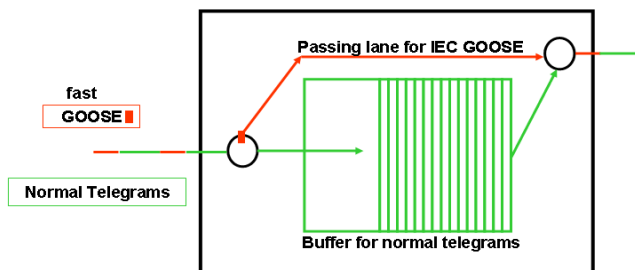 Passing lane for IEC GOOSE
fast
GOOSE
Normal Telegrams
Buffer for normal telegrams